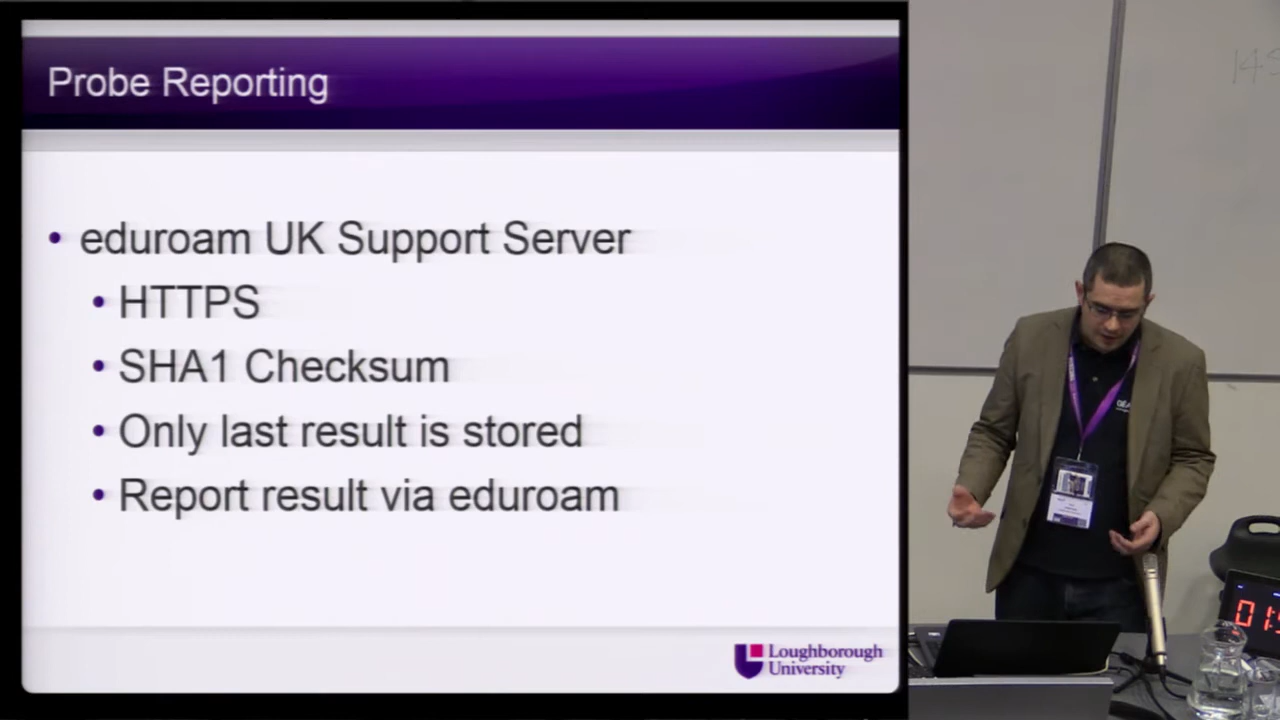 Probe Reporting
• eduroam UK Support Server
• HTTPS
• SHA1 Checksum
• Only last result is stored
• Report result via eduroam
Loughborough
University